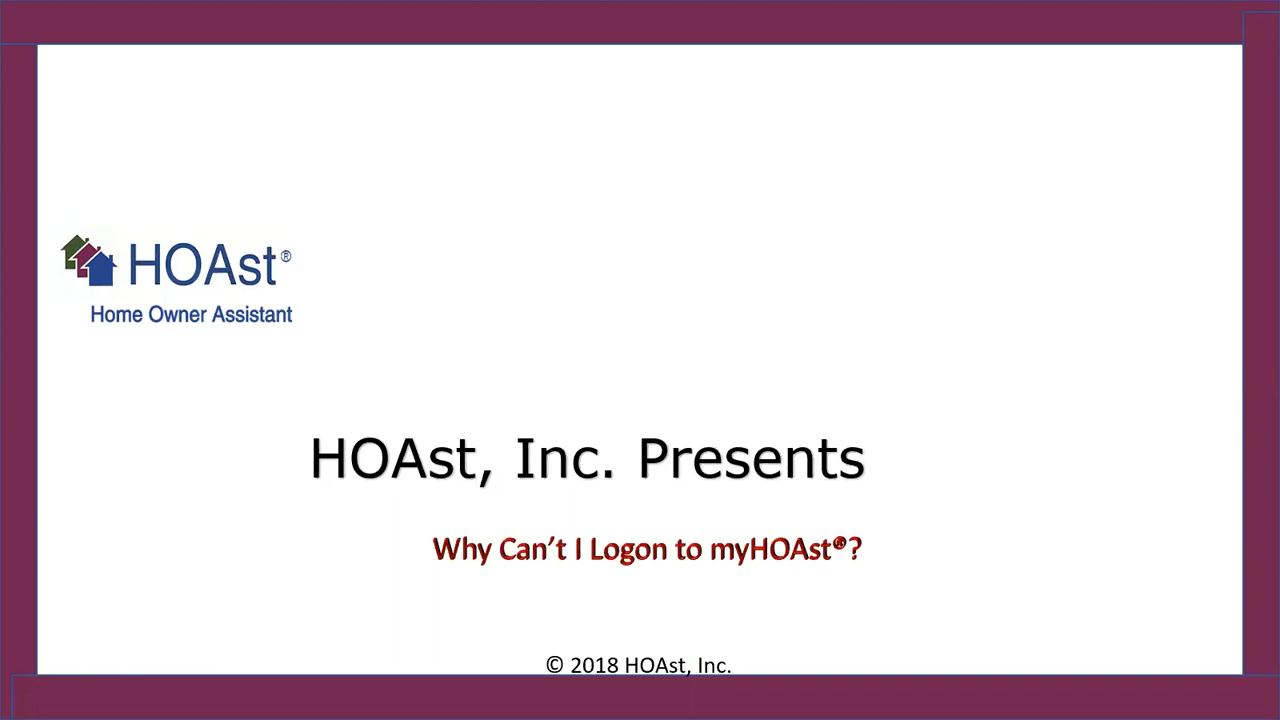 HOAst®
Home Owner Assistant
HOAst, Inc. Presents
Why Can't I Logon to myHOAst®?
© 2018 HOAst, Inc.